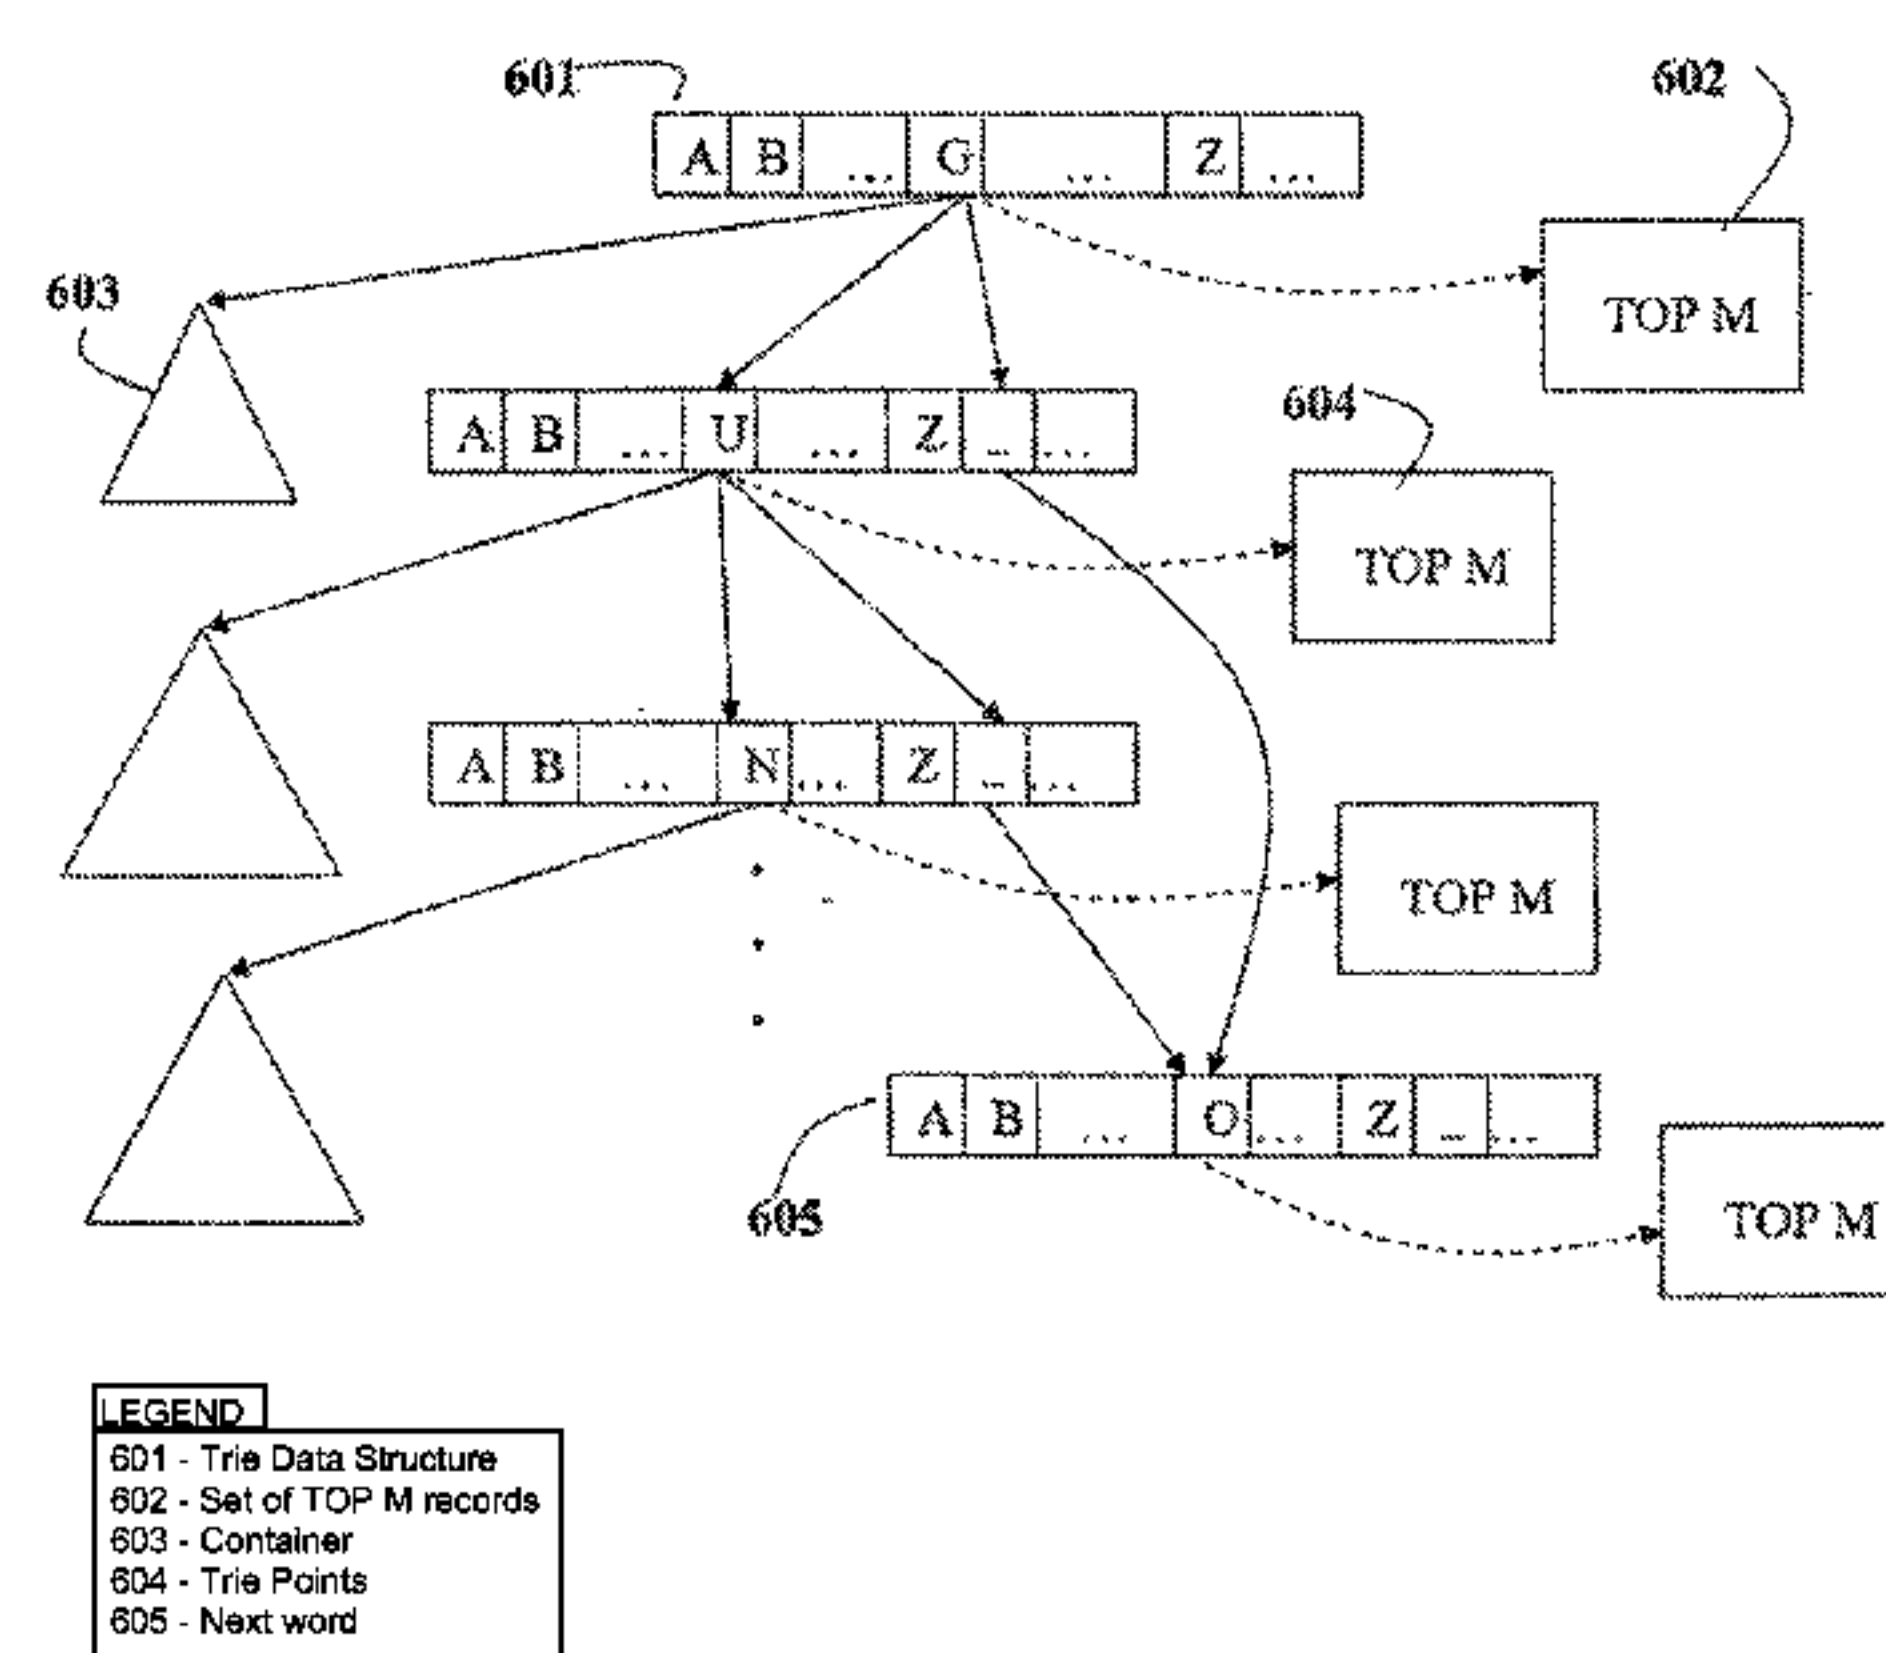 601
602
A B ... G ... Z ...
603
TOP M
604
A B ... U ... Z _ ...
TOP M
A B ... N ... Z _ ...
TOP M
A B ... O ... Z _ ...
605
TOP M
LEGEND
601 - Trie Data Structure
602 - Set of TOP M records
603 - Container
604 - Trie Points
605 - Next word